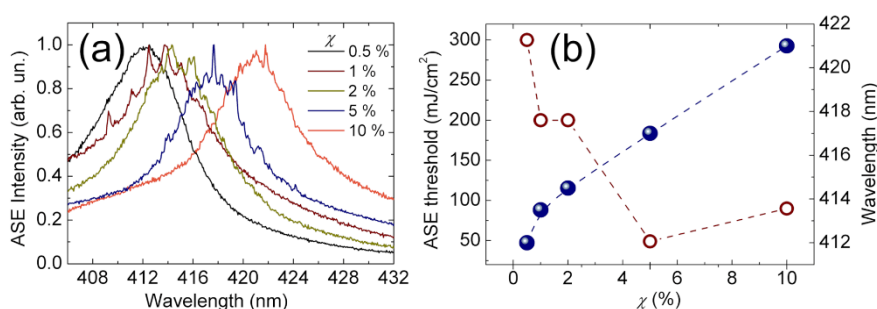 (a)
ASE Intensity (arb. un.)
1.0
0.8
0.6
0.4
0.2
0.0
χ
0.5 %
1 %
2 %
5 %
10 %
408 412 416 420 424 428 432
Wavelength (nm)
(b)
ASE threshold (mJ/cm²)
300
250
200
150
100
50
0 2 4 6 8 10
χ (%)
422
420
418
416
414
412
Wavelength (nm)